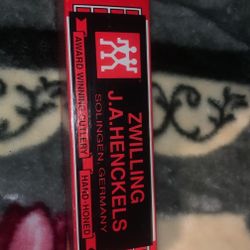 ZWILLING
J.A.HENCKELS
SOLINGEN GERMANY
AWARD WINNING CUTLERY
HAND-HONED